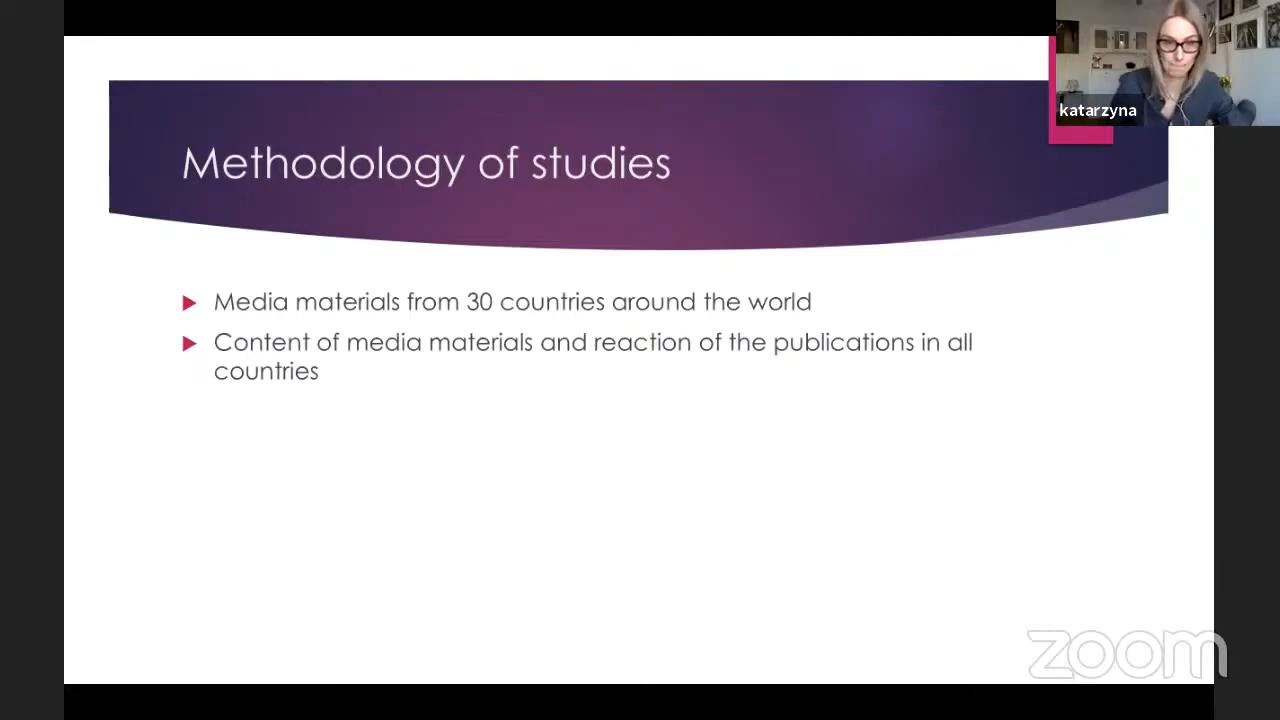 katarzyna
Methodology of studies
Media materials from 30 countries around the world
Content of media materials and reaction of the publications in all
countries
zoom